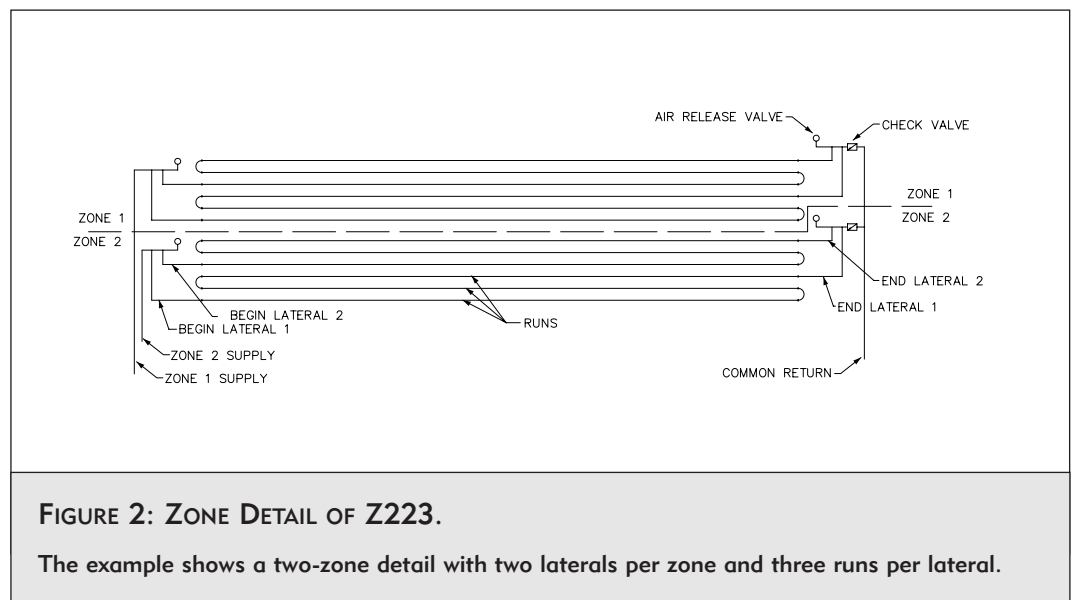 AIR RELEASE VALVE
CHECK VALVE
ZONE 1
ZONE 2
ZONE 1
ZONE 2
END LATERAL 2
END LATERAL 1
BEGIN LATERAL 2
BEGIN LATERAL 1
RUNS
ZONE 2 SUPPLY
ZONE 1 SUPPLY
COMMON RETURN
FIGURE 2: ZONE DETAIL OF Z223.
The example shows a two-zone detail with two laterals per zone and three runs per lateral.